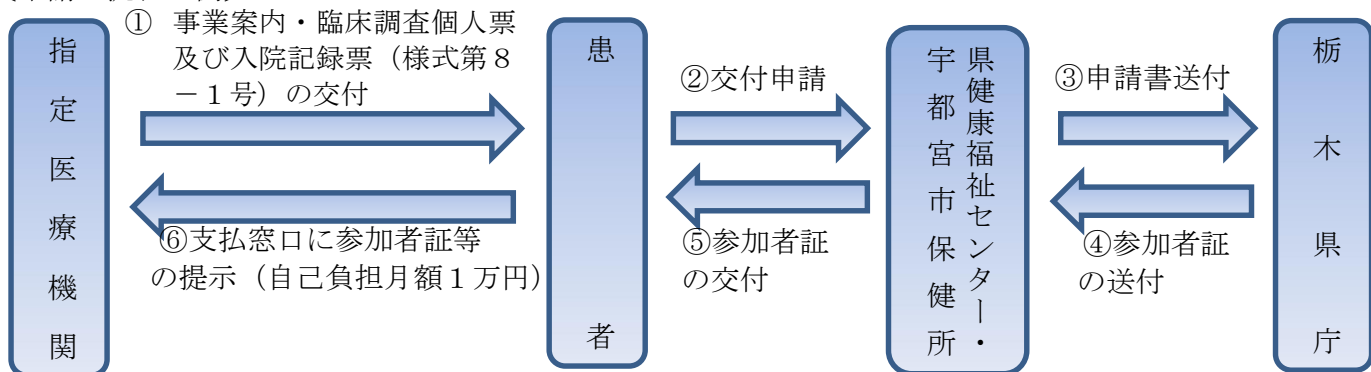 ① 事業案内・臨床調査個人票
及び入院記録票（様式第８
－１号）の交付
指定医療機関
患者
②交付申請
県健康福祉センター・
宇都宮市保健所
③申請書送付
栃木県庁
⑥支払窓口に参加者証等
の提示（自己負担月額１万円）
⑤参加者証
の交付
④参加者証
の送付